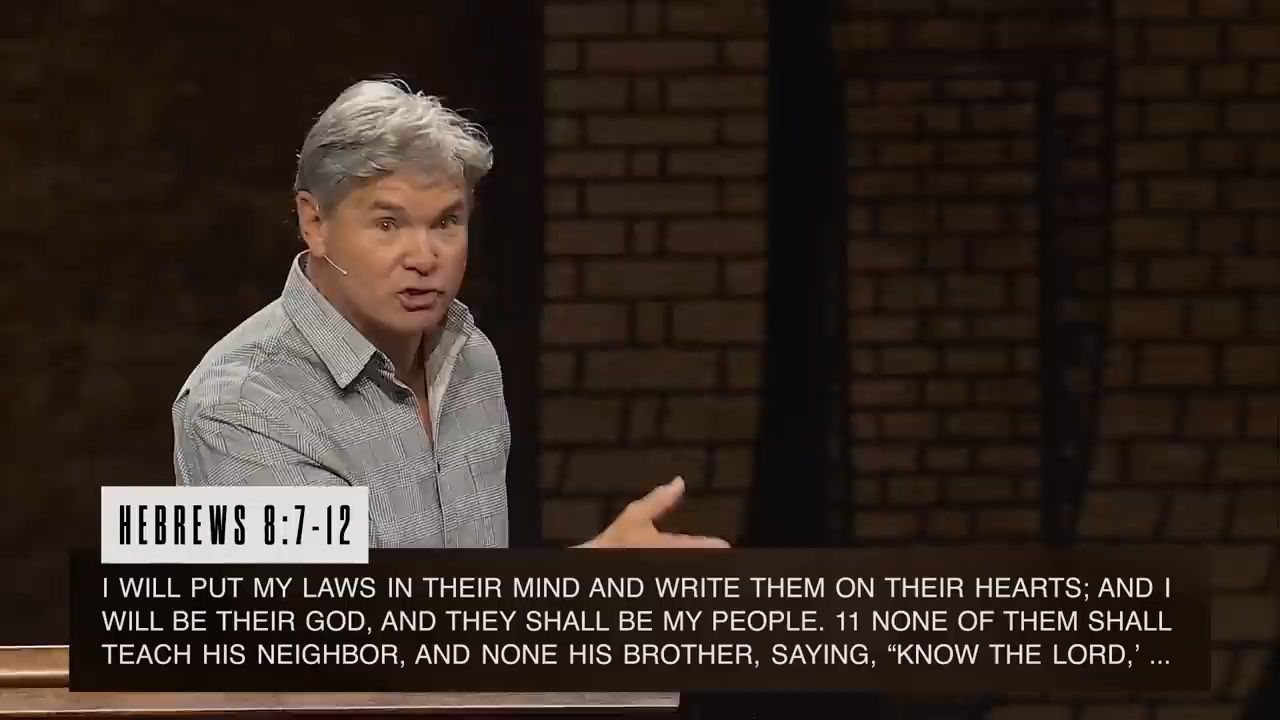 HEBREWS 8:7-12
I WILL PUT MY LAWS IN THEIR MIND AND WRITE THEM ON THEIR HEARTS; AND I
WILL BE THEIR GOD, AND THEY SHALL BE MY PEOPLE. 11 NONE OF THEM SHALL
TEACH HIS NEIGHBOR, AND NONE HIS BROTHER, SAYING, “KNOW THE LORD,’ ...